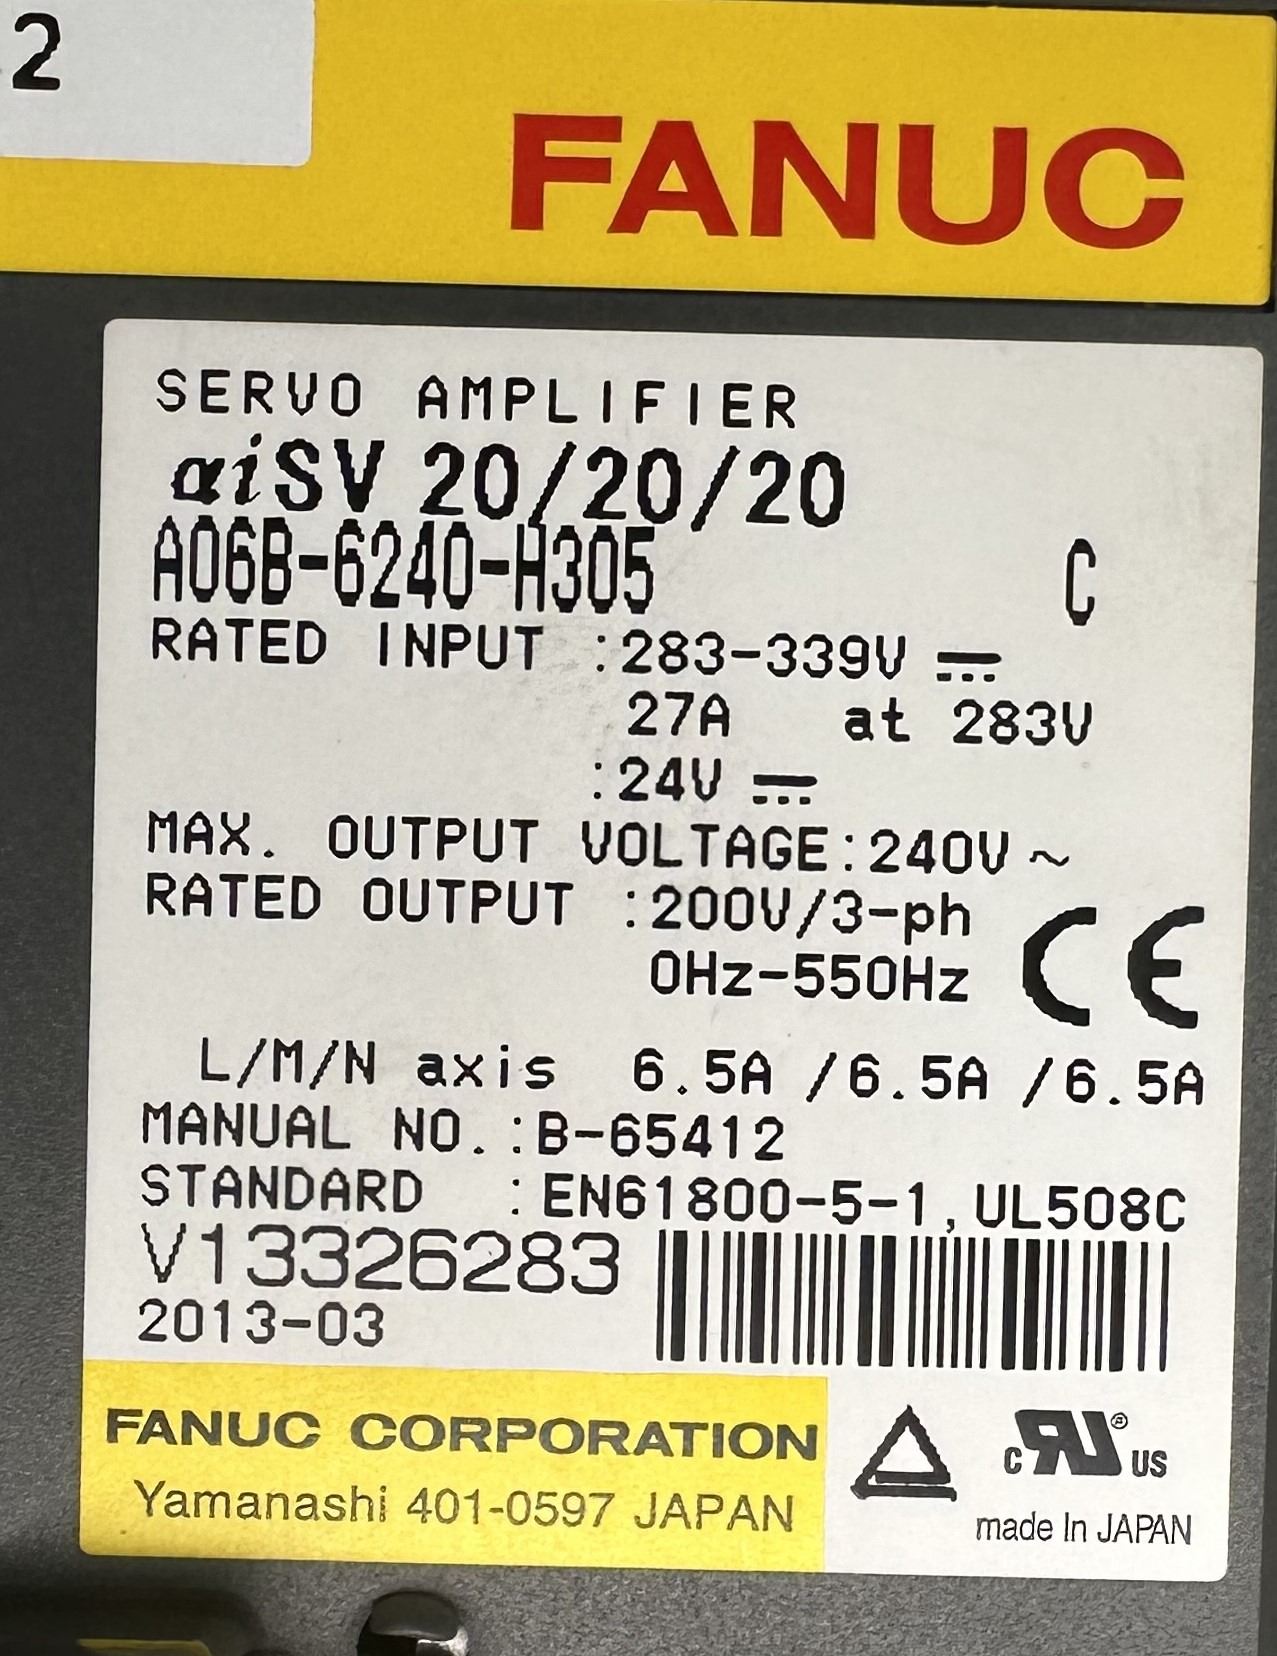 2
FANUC
SERVO AMPLIFIER
αiSV 20/20/20
A06B-6240-H305 C
RATED INPUT :283-339V ⎓
27A at 283V
:24V ⎓
MAX. OUTPUT VOLTAGE:240V ~
RATED OUTPUT :200V/3-ph
0Hz-550Hz
CE
L/M/N axis 6.5A /6.5A /6.5A
MANUAL NO.:B-65412
STANDARD :EN61800-5-1,UL508C
V13326283
2013-03
FANUC CORPORATION
Yamanashi 401-0597 JAPAN
c RU ® US
made In JAPAN